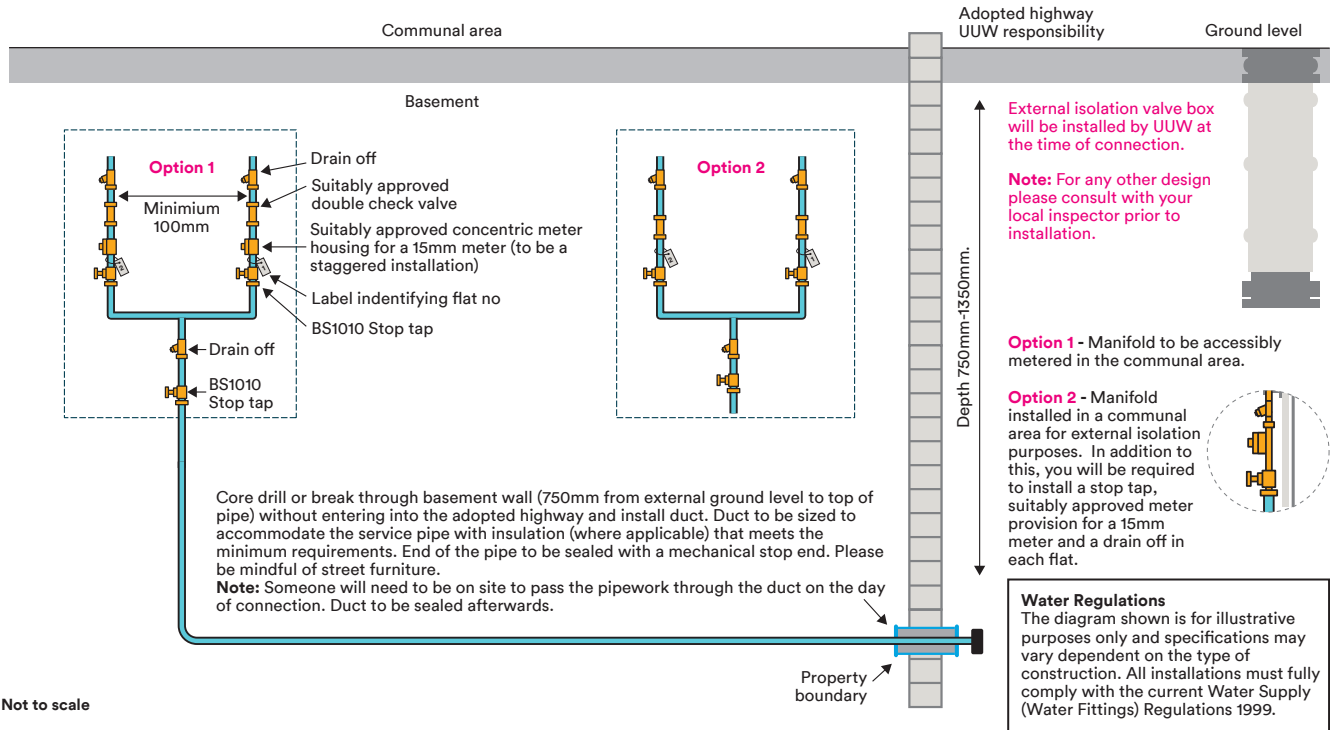 Communal area
Adopted highway
UUW responsibility
Ground level
Basement
Option 1
Minimium
100mm
Drain off
Suitably approved
double check valve
Suitably approved concentric meter
housing for a 15mm meter (to be a
staggered installation)
Label indentifying flat no
BS1010 Stop tap
Drain off
BS1010
Stop tap
Option 2
Depth 750mm-1350mm.
External isolation valve box
will be installed by UUW at
the time of connection.
Note: For any other design
please consult with your
local inspector prior to
installation.
Option 1 - Manifold to be accessibly
metered in the communal area.
Option 2 - Manifold
installed in a communal
area for external isolation
purposes. In addition to
this, you will be required
to install a stop tap,
suitably approved meter
provision for a 15mm
meter and a drain off in
each flat.
Core drill or break through basement wall (750mm from external ground level to top of
pipe) without entering into the adopted highway and install duct. Duct to be sized to
accommodate the service pipe with insulation (where applicable) that meets the
minimum requirements. End of the pipe to be sealed with a mechanical stop end. Please
be mindful of street furniture.
Note: Someone will need to be on site to pass the pipework through the duct on the day
of connection. Duct to be sealed afterwards.
Property
boundary
Water Regulations
The diagram shown is for illustrative
purposes only and specifications may
vary dependent on the type of
construction. All installations must fully
comply with the current Water Supply
(Water Fittings) Regulations 1999.
Not to scale